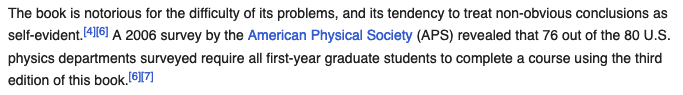 The book is notorious for the difficulty of its problems, and its tendency to treat non-obvious conclusions as
self-evident.[4][6] A 2006 survey by the American Physical Society (APS) revealed that 76 out of the 80 U.S.
physics departments surveyed require all first-year graduate students to complete a course using the third
edition of this book.[6][7]